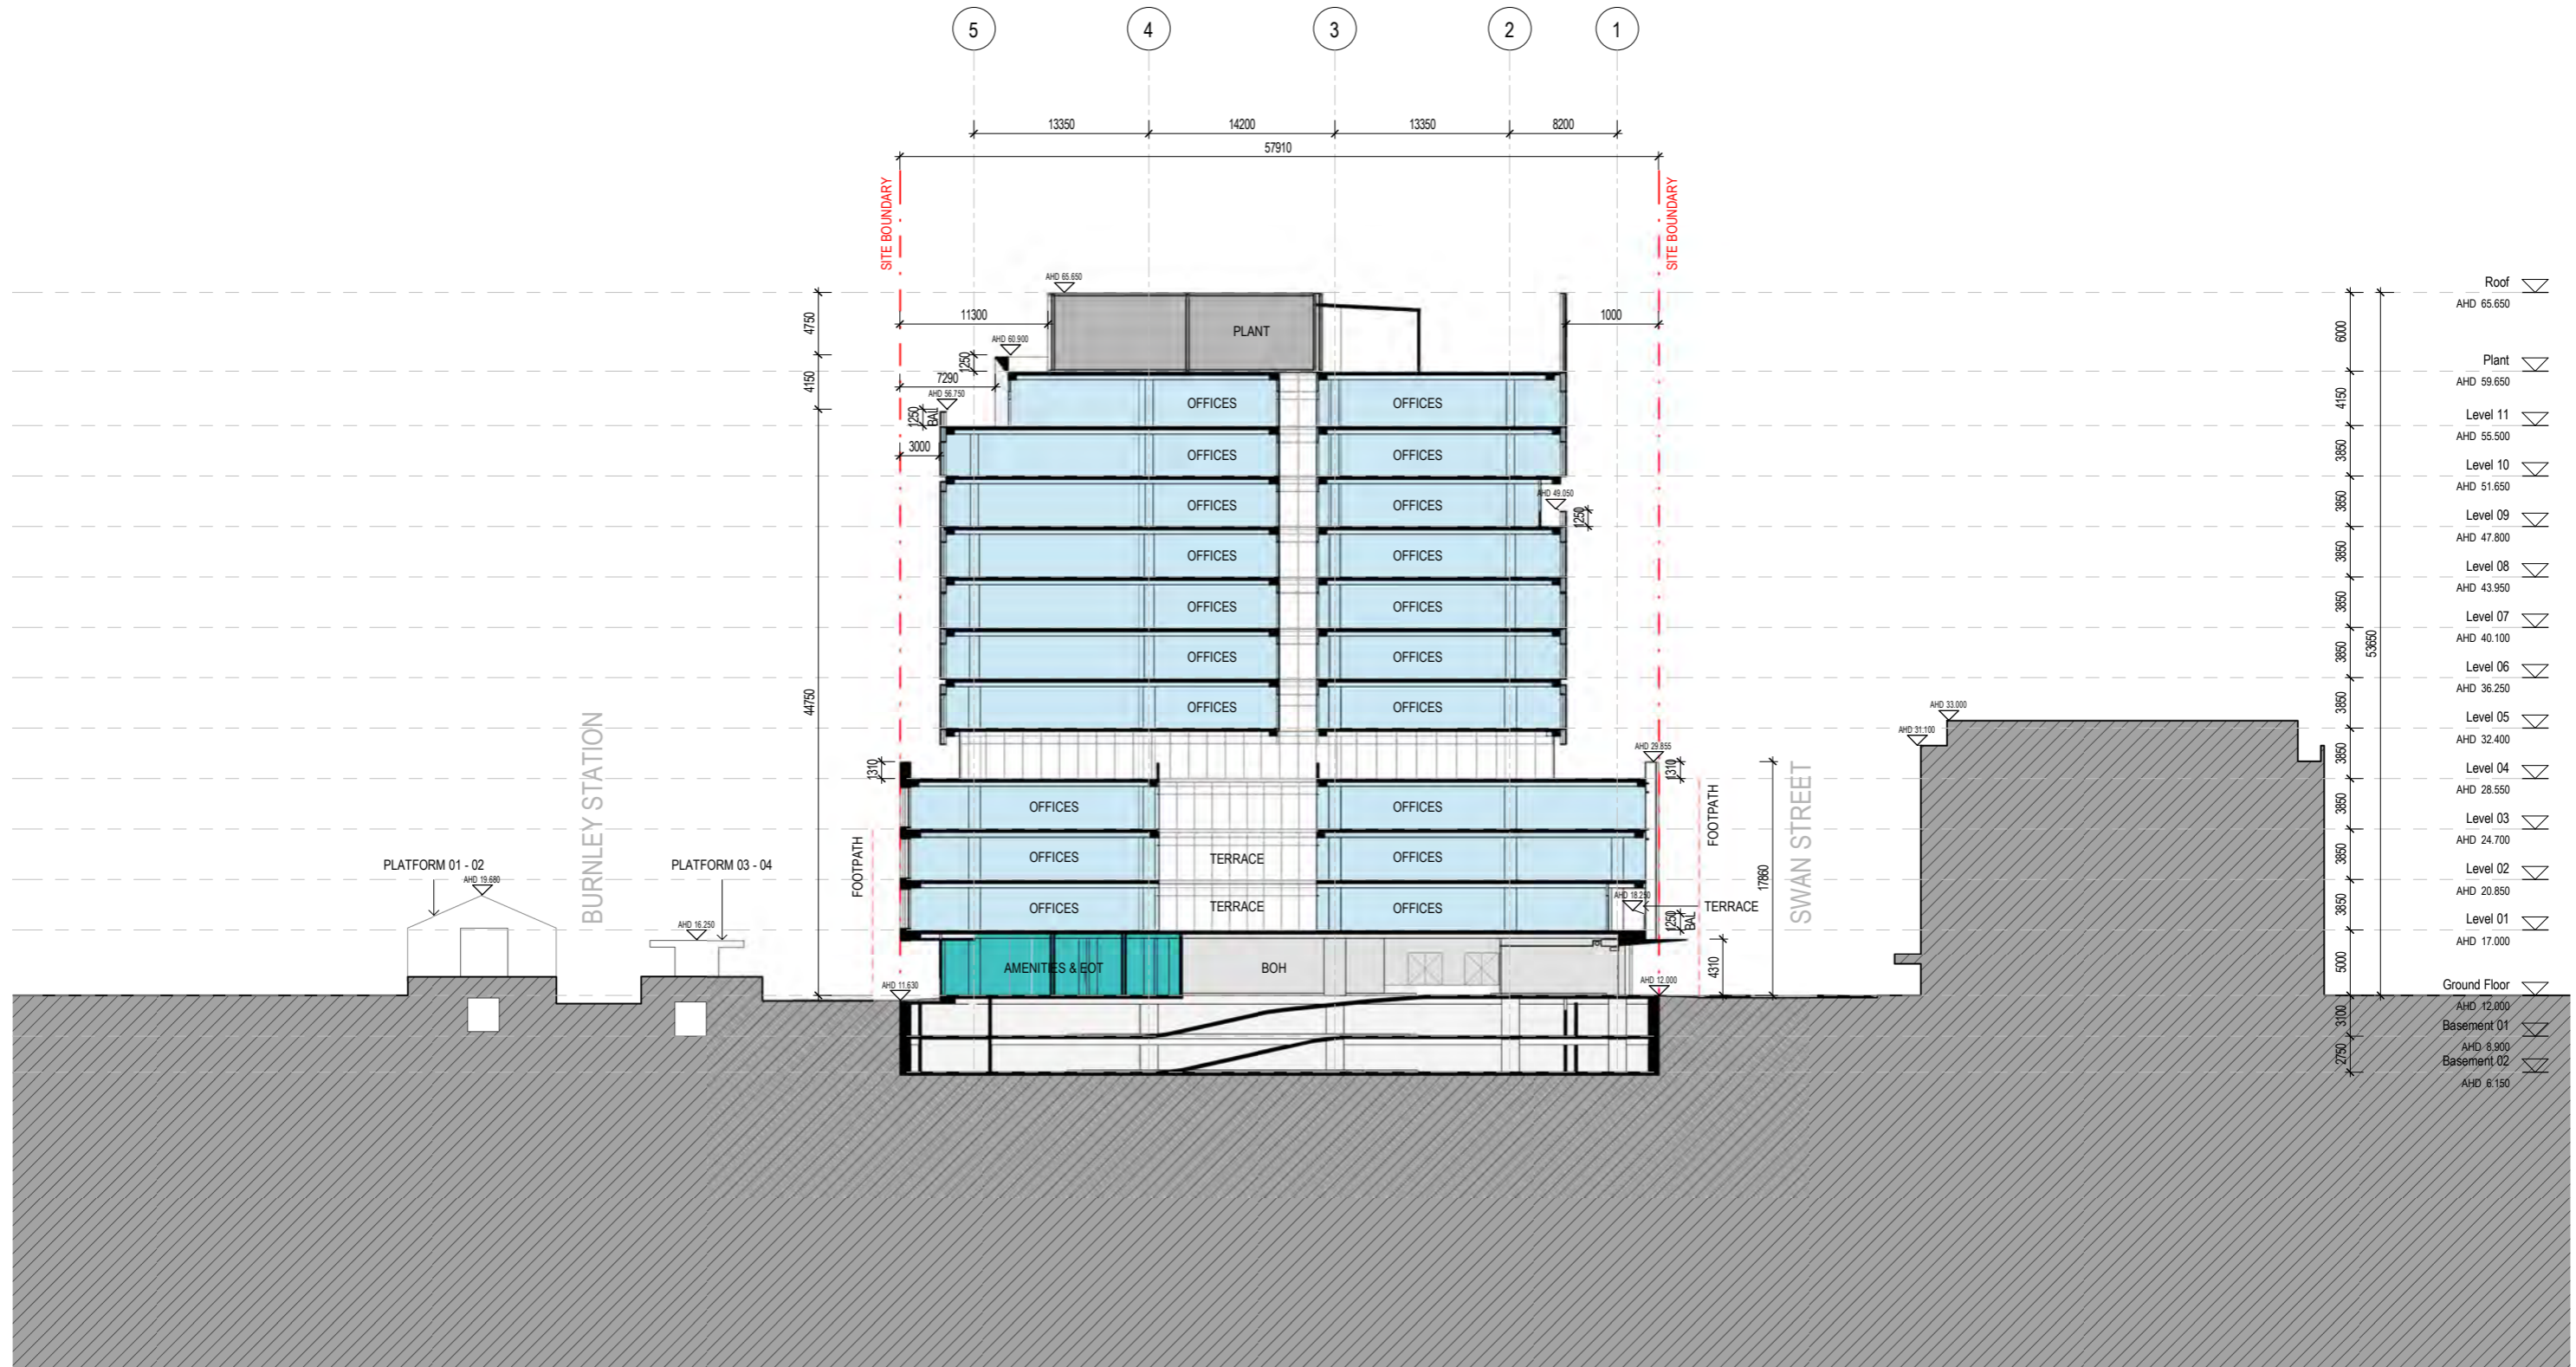 5
4
3
2
1
13350
14200
13350
8200
57910
SITE BOUNDARY
SITE BOUNDARY
AHD 65.650
11300
1000
4750
PLANT
AHD 60.900
1250
7290
4150
AHD 56.750
1250
BAL
OFFICES
OFFICES
3000
OFFICES
OFFICES
OFFICES
OFFICES
AHD 49.050
1250
OFFICES
OFFICES
OFFICES
OFFICES
OFFICES
OFFICES
OFFICES
OFFICES
44750
BURNLEY STATION
1310
AHD 29.855
1310
OFFICES
OFFICES
FOOTPATH
FOOTPATH
OFFICES
TERRACE
OFFICES
OFFICES
TERRACE
OFFICES
AHD 18.250
TERRACE
1250
BAL
17860
SWAN STREET
PLATFORM 01 - 02
AHD 19.680
PLATFORM 03 - 04
AHD 16.250
AMENITIES & EOT
BOH
4310
AHD 11.630
AHD 12.000
AHD 33.000
AHD 31.100
Roof
AHD 65.650
6000
Plant
AHD 59.650
4150
Level 11
AHD 55.500
3850
Level 10
AHD 51.650
3850
Level 09
AHD 47.800
3850
Level 08
AHD 43.950
3850
Level 07
AHD 40.100
3850
53650
Level 06
AHD 36.250
3850
Level 05
AHD 32.400
3850
Level 04
AHD 28.550
3850
Level 03
AHD 24.700
3850
Level 02
AHD 20.850
3850
Level 01
AHD 17.000
5000
Ground Floor
AHD 12.000
3100
Basement 01
AHD 8.900
2750
Basement 02
AHD 6.150